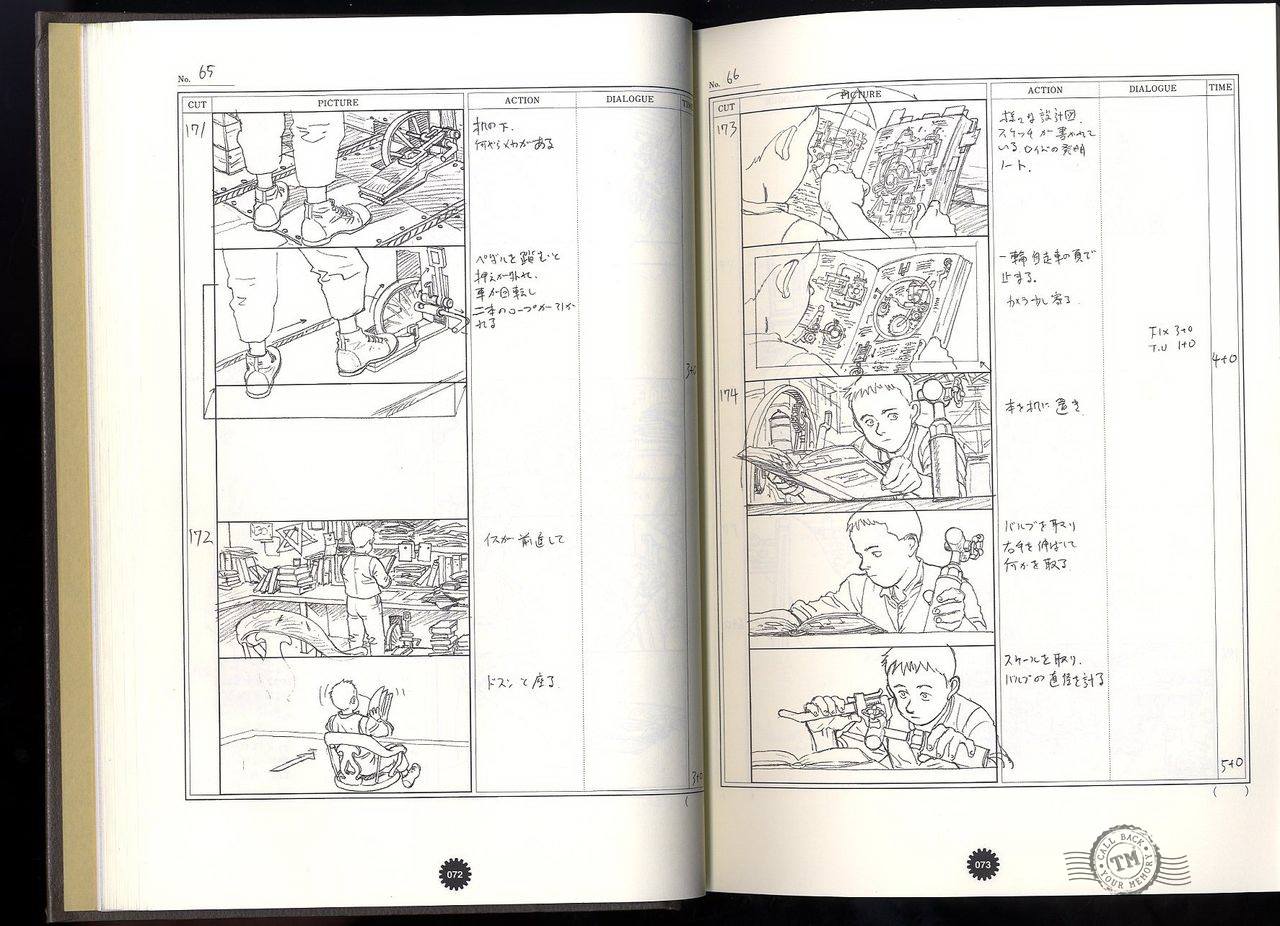 No. 65
CUT PICTURE ACTION DIALOGUE TIME
171
机の下.
何やらメカがある
ペダルを踏むと
押えが外れ.
車が回転し
二本のロープが引か
れる
3+0
172
イスが前進して
ドスンと座る.
3+0
(
072
No. 66
CUT PICTURE ACTION DIALOGUE TIME
173
様々な設計図.
スケッチが書かれて
いるロイドの発明
ノート.
一輪自走車の頁で
止まる.
カメラ少し寄る.
Fix 3+0
T.U 1+0
4+0
174
本を机に置き
バルブを取り
右手を伸ばして
何かを取る.
スケールを取り.
バルブの直径を計る
5+0
( )
073
CALL BACK
TM
YOUR MEMORY